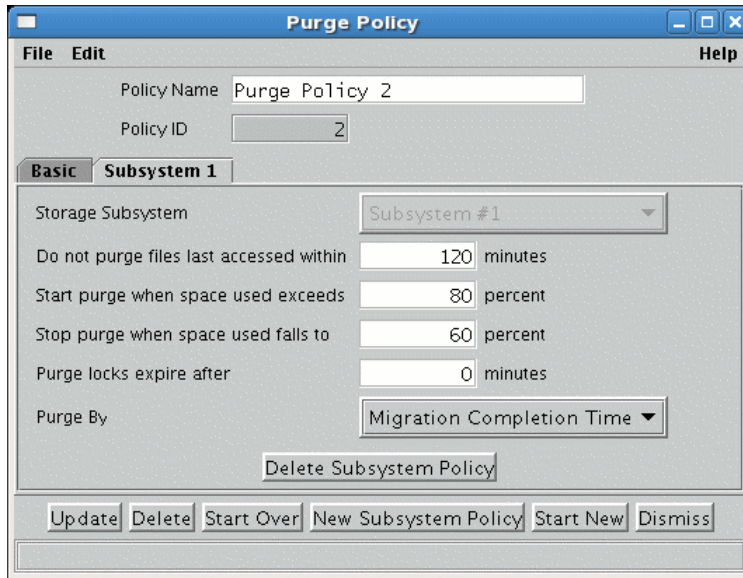 Purge Policy
File Edit Help
Policy Name Purge Policy 2
Policy ID 2
Basic Subsystem 1
Storage Subsystem Subsystem #1
Do not purge files last accessed within 120 minutes
Start purge when space used exceeds 80 percent
Stop purge when space used falls to 60 percent
Purge locks expire after 0 minutes
Purge By Migration Completion Time
Delete Subsystem Policy
Update Delete Start Over New Subsystem Policy Start New Dismiss